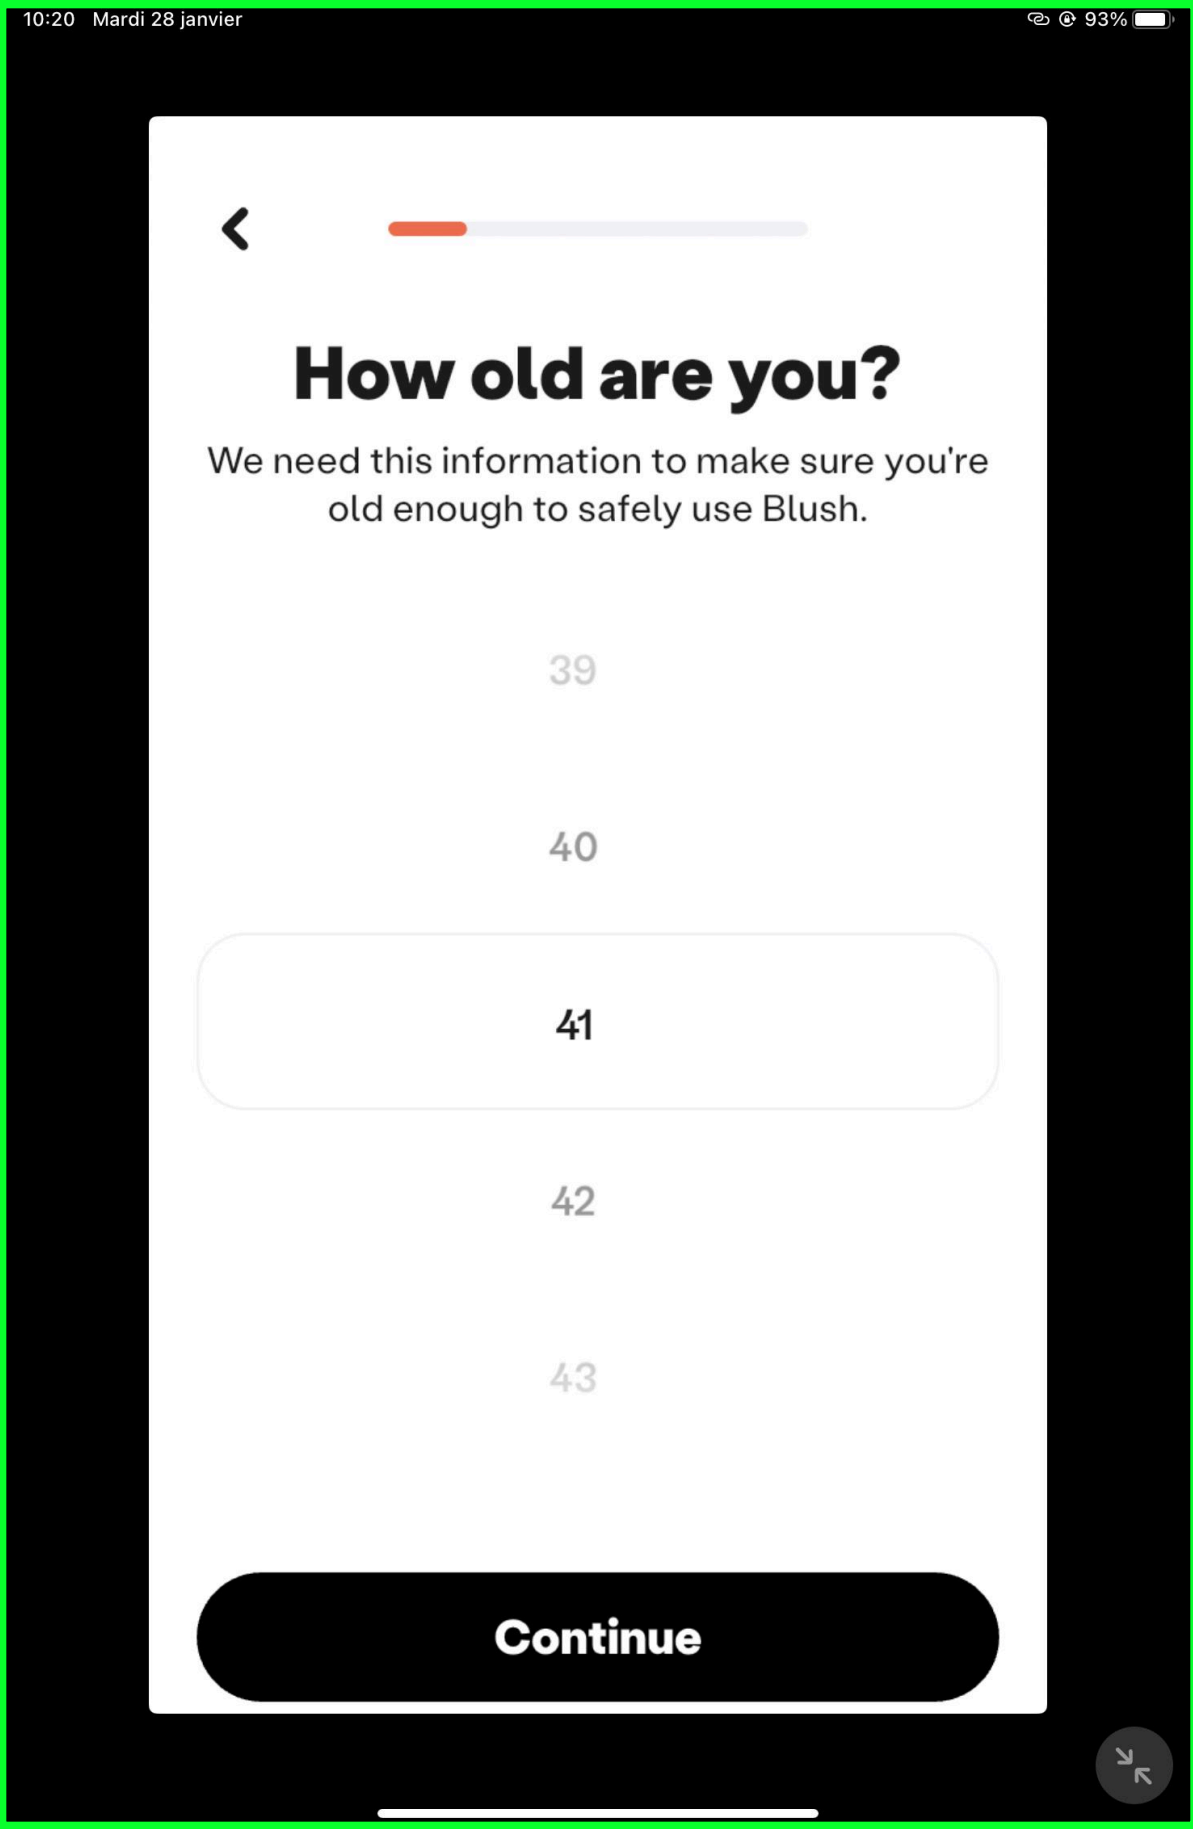 10:20 Mardi 28 janvier
93%
How old are you?
We need this information to make sure you're
old enough to safely use Blush.
39
40
41
42
43
Continue